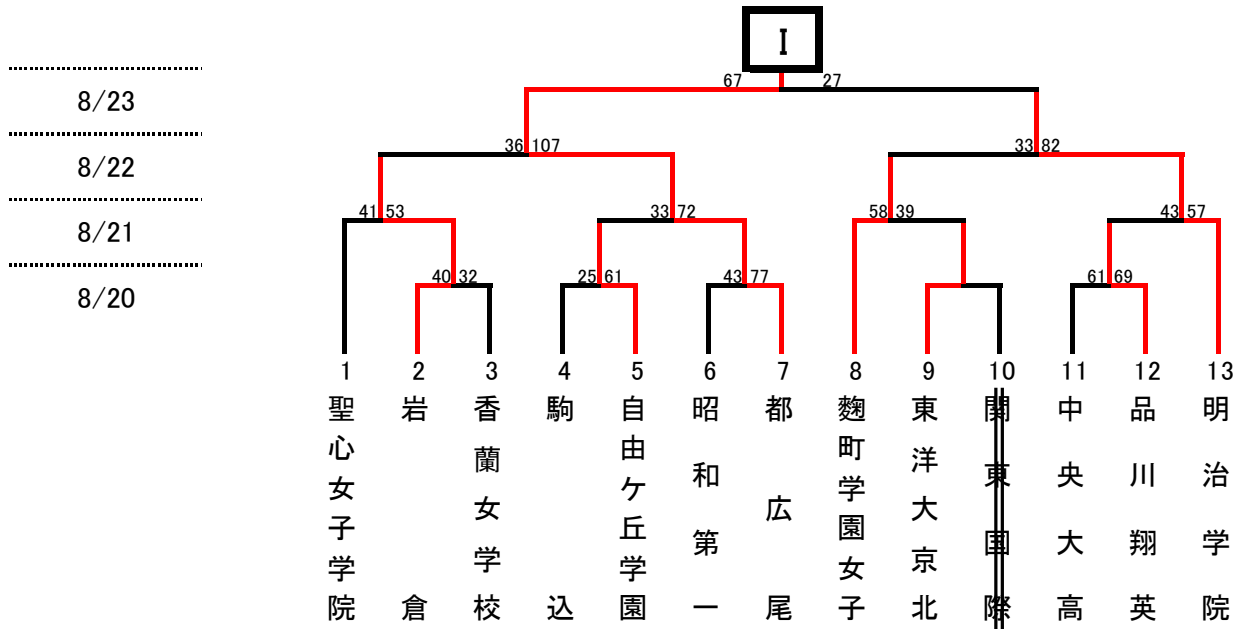 I
67 27
8/23
36 107
33 82
8/22
41 53
33 72
58 39
43 57
8/21
40 32
25 61
43 77
61 69
8/20
1 2 3 4 5 6 7 8 9 10 11 12 13
聖心女子学院
岩倉
香蘭女学校
駒込
自由ケ丘学園
昭和第一
都広尾
麴町学園女子
東洋大京北
関東国際
中央大高
品川翔英
明治学院